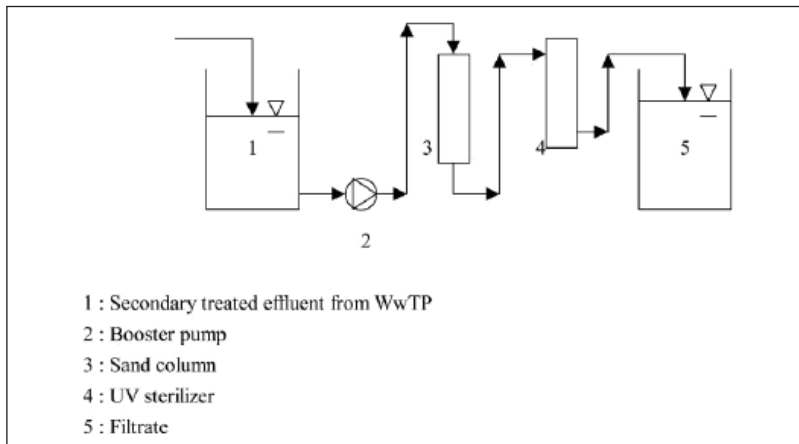 1
2
3
4
5
1 : Secondary treated effluent from WwTP
2 : Booster pump
3 : Sand column
4 : UV sterilizer
5 : Filtrate